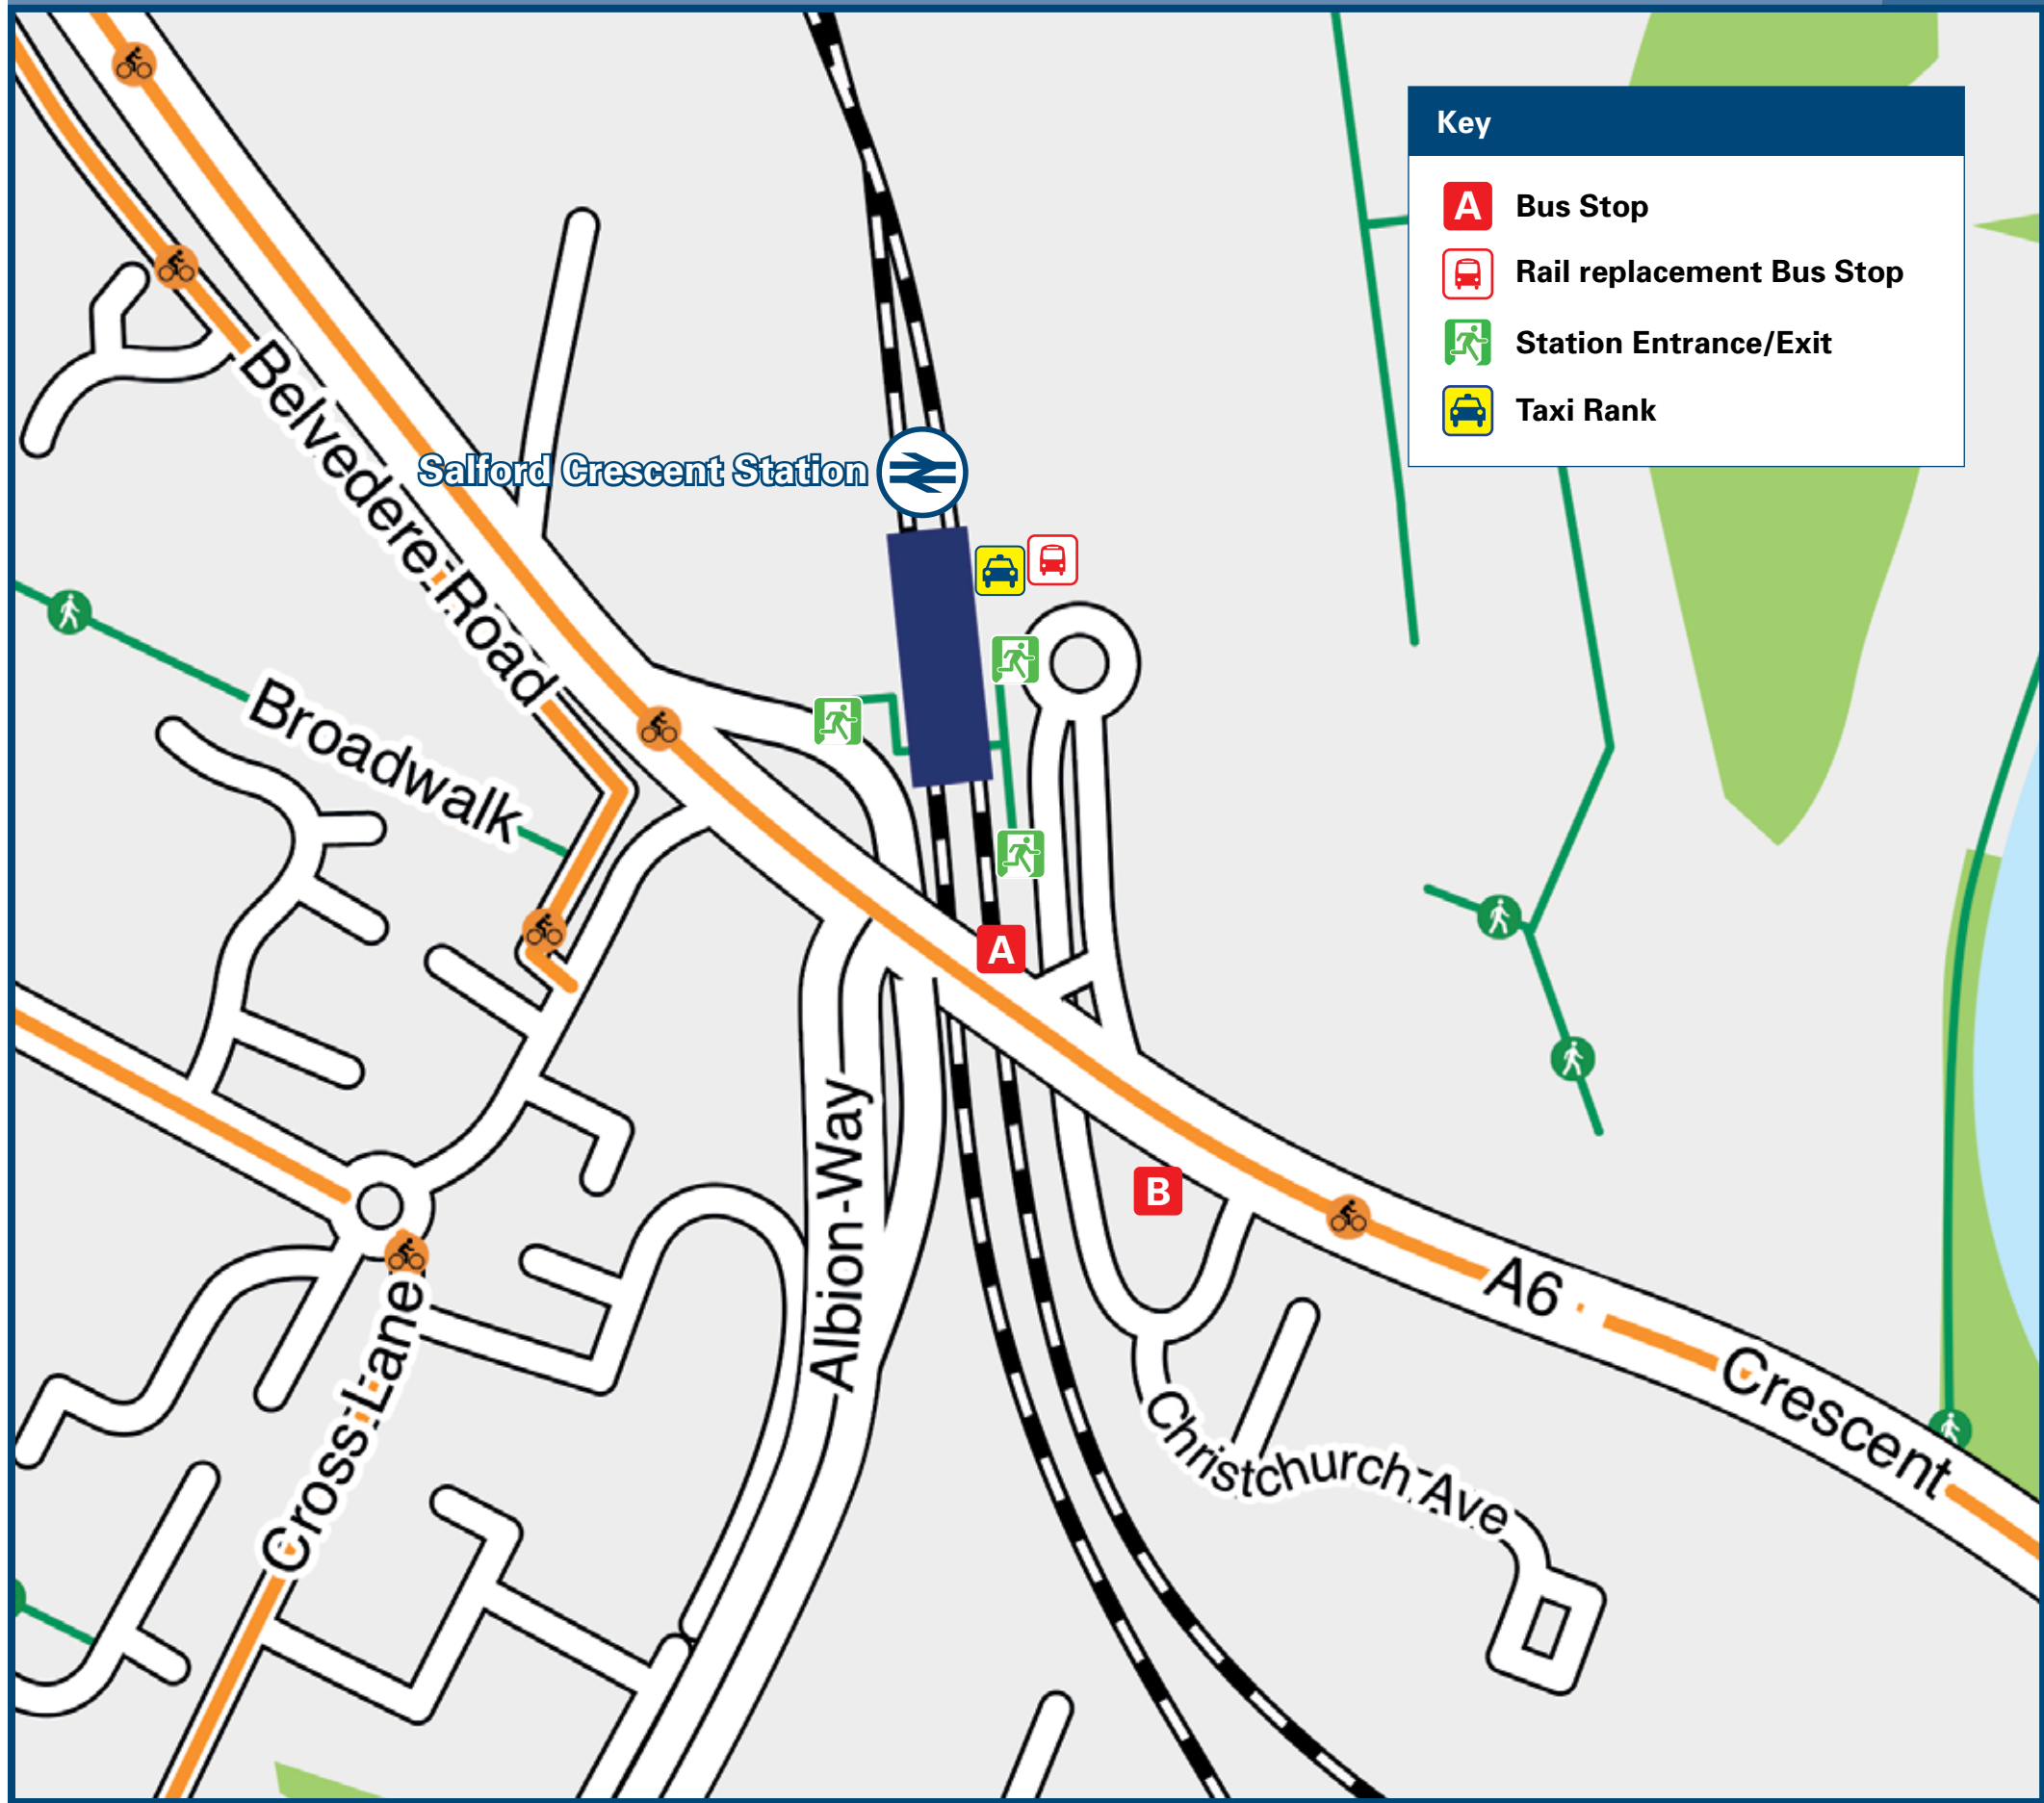 Key
A Bus Stop
Rail replacement Bus Stop
Station Entrance/Exit
Taxi Rank
Salford Crescent Station
Belvedere Road
Broadwalk
A
B
Albion Way
A6
Crescent
Cross Lane
Christchurch Ave